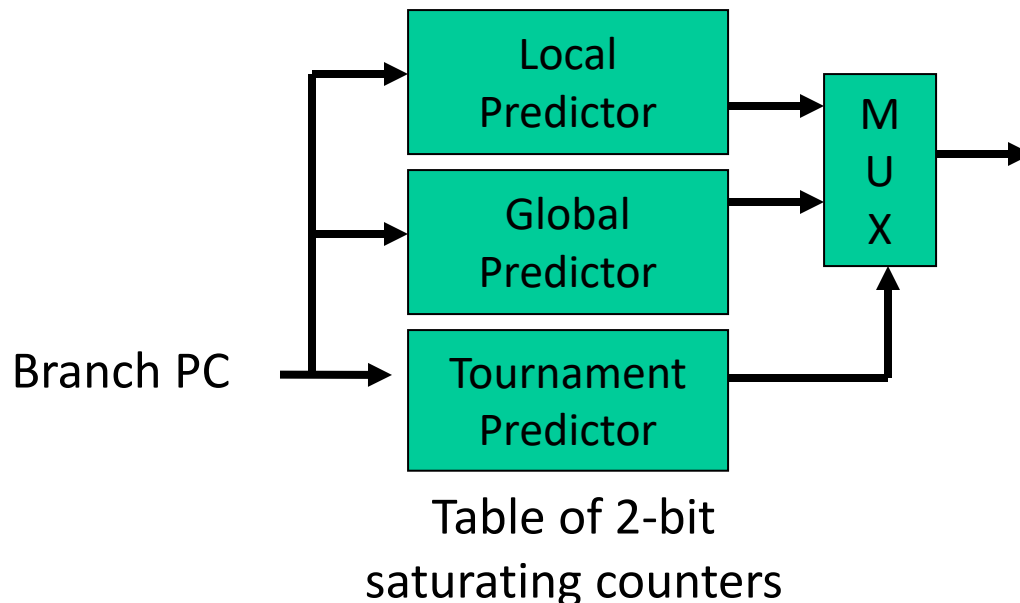 Local
Predictor
Global
Predictor
Tournament
Predictor
M
U
X
Branch PC
Table of 2-bit
saturating counters